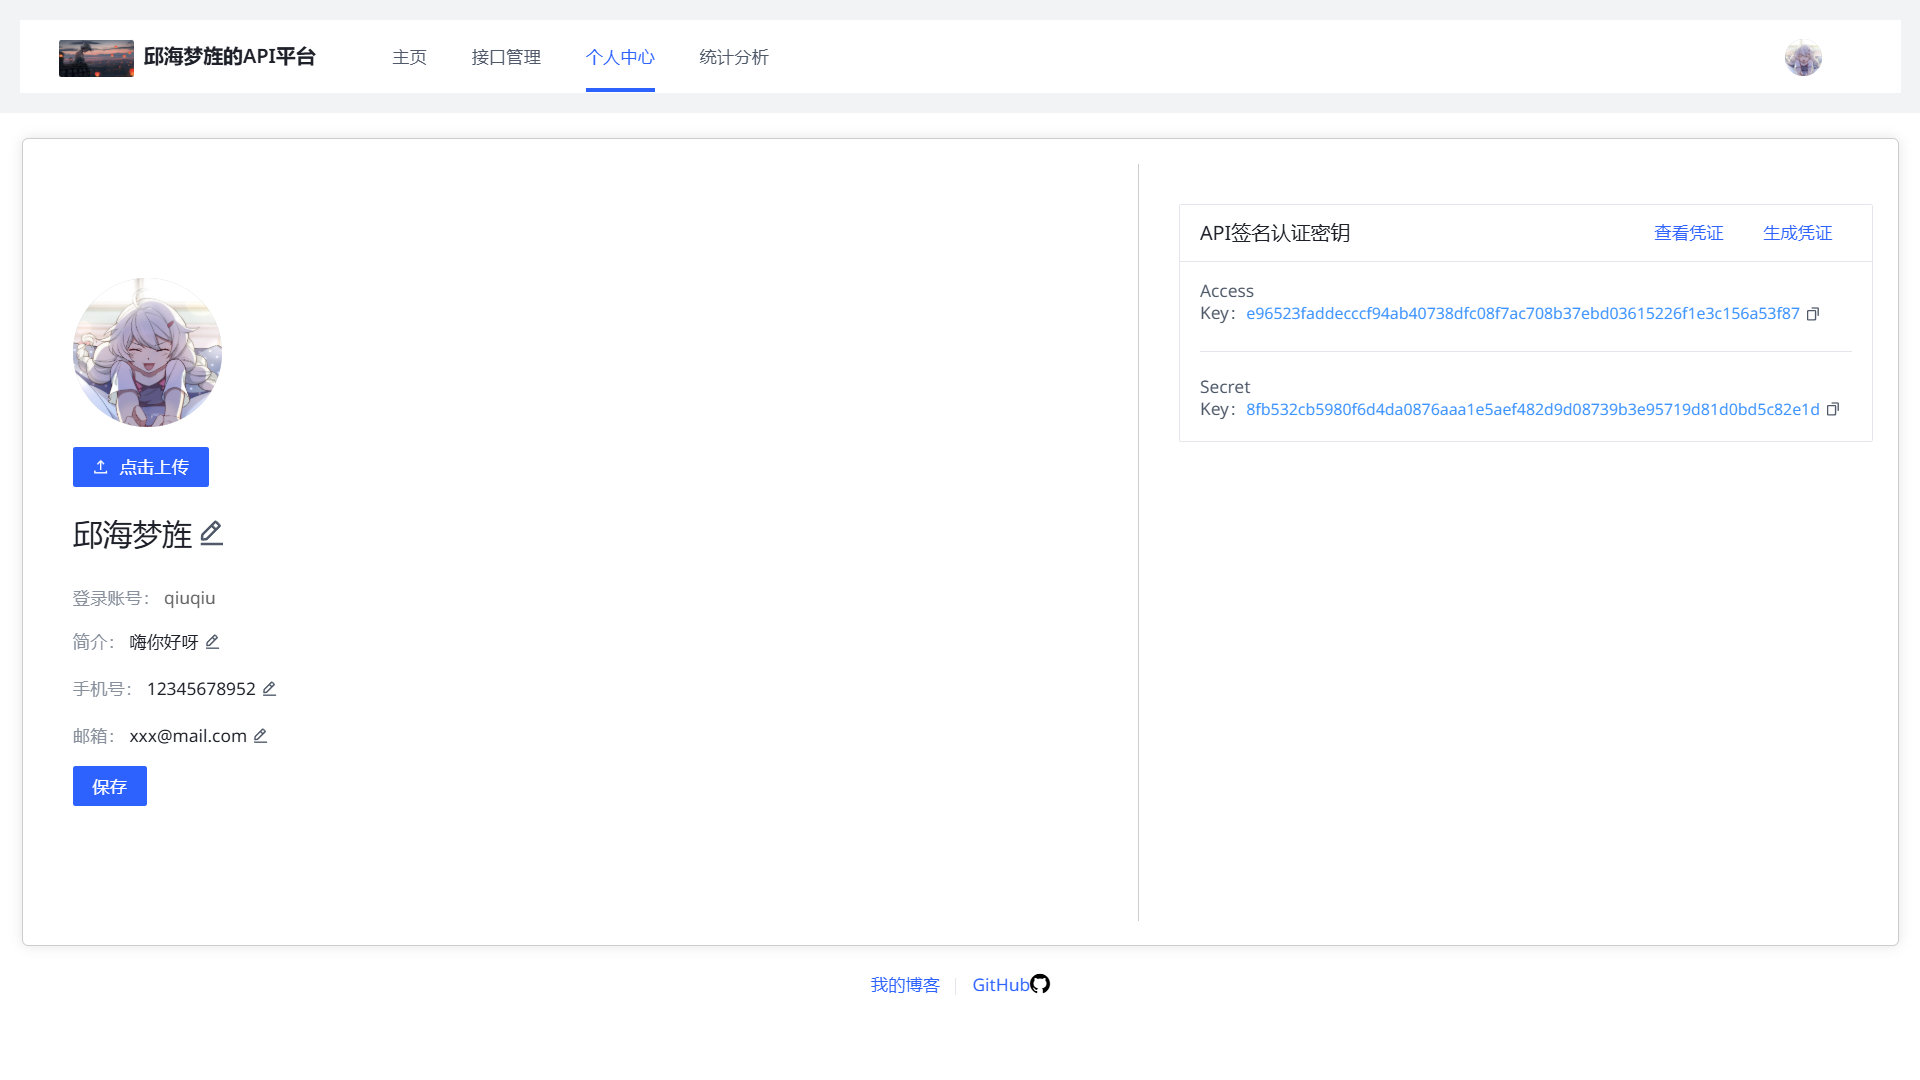 邱海梦旌的API平台
主页
接口管理
个人中心
统计分析
点击上传
邱海梦旌
登录账号： qiuqiu
简介： 嗨你好呀
手机号： 12345678952
邮箱： xxx@mail.com
保存
API签名认证密钥
查看凭证
生成凭证
Access
Key：e96523faddecccf94ab40738dfc08f7ac708b37ebd03615226f1e3c156a53f87
Secret
Key：8fb532cb5980f6d4da0876aaa1e5aef482d9d08739b3e95719d81d0bd5c82e1d
我的博客
GitHub